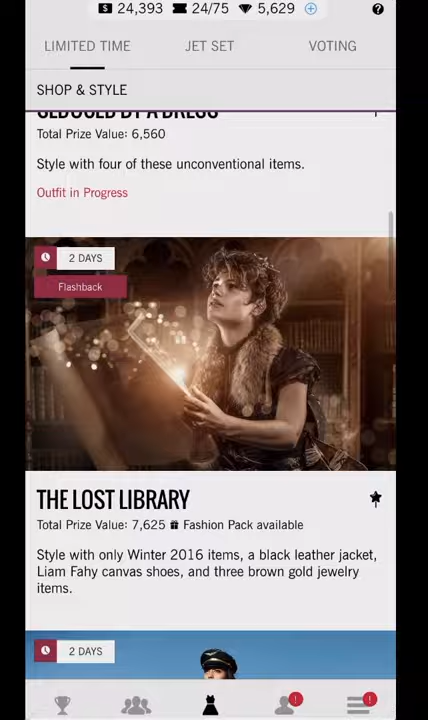 24,393 24/75 5,629
LIMITED TIME JET SET VOTING
SHOP & STYLE
SEDUCED BY A DRESS
Total Prize Value: 6,560
Style with four of these unconventional items.
Outfit in Progress
2 DAYS
Flashback
THE LOST LIBRARY
Total Prize Value: 7,625 Fashion Pack available
Style with only Winter 2016 items, a black leather jacket,
Liam Fahy canvas shoes, and three brown gold jewelry
items.
2 DAYS